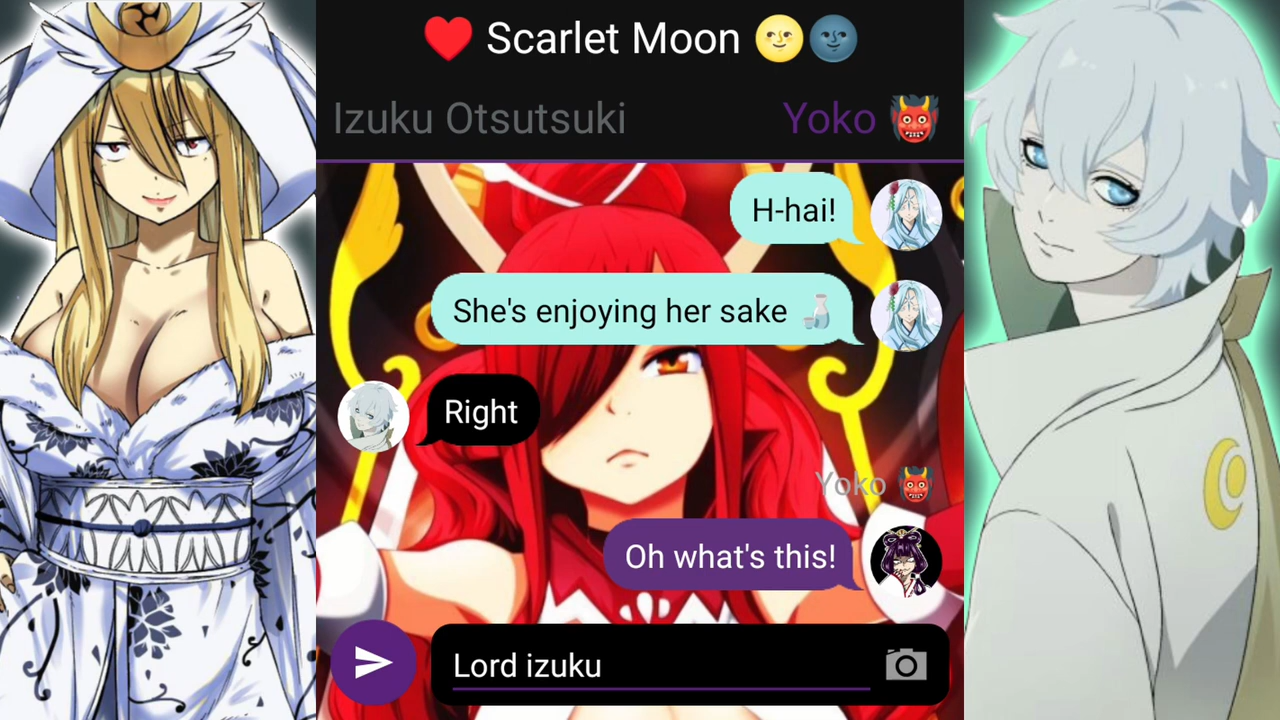 ❤️ Scarlet Moon 🌝🌚
Izuku Otsutsuki
Yoko 👹
H-hai!
She's enjoying her sake 🍶
Right
Yoko 👹
Oh what's this!
Lord izuku